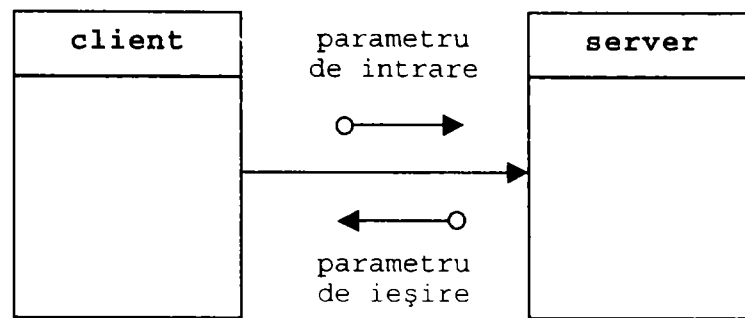 client
parametru
de intrare
server
parametru
de ieşire